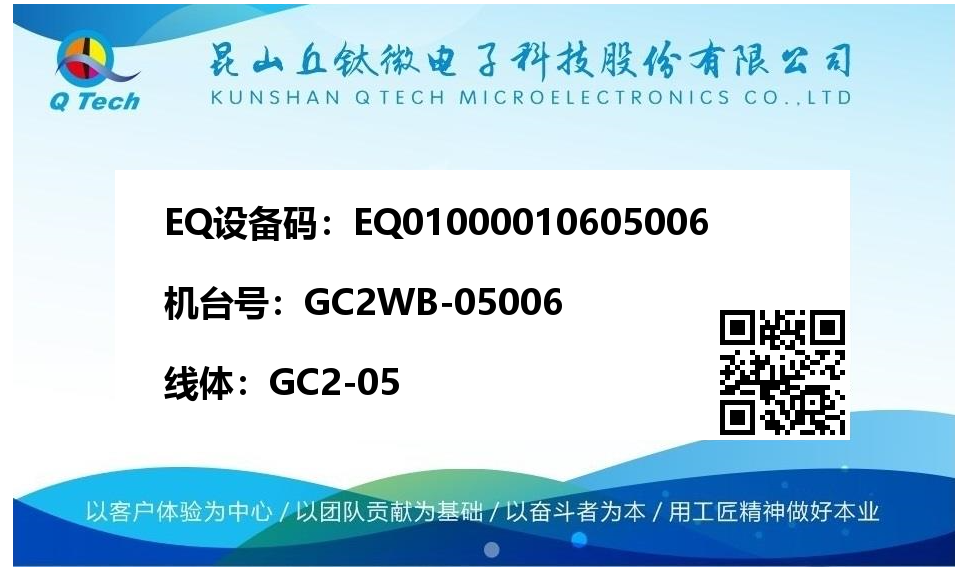 昆山丘钛微电子科技股份有限公司
Q Tech
KUNSHAN Q TECH MICROELECTRONICS CO.,LTD
EQ设备码：EQ01000010605006
机台号：GC2WB-05006
线体：GC2-05
以客户体验为中心 / 以团队贡献为基础 / 以奋斗者为本 / 用工匠精神做好本业